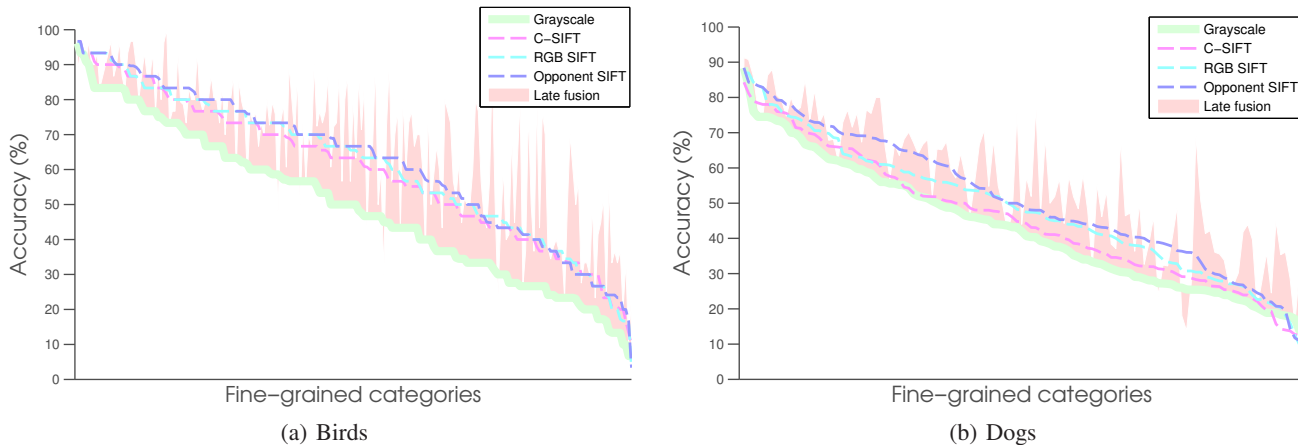 Grayscale
C–SIFT
RGB SIFT
Opponent SIFT
Late fusion
100
90
80
70
60
50
40
30
20
10
0
Accuracy (%)
Fine–grained categories
(a) Birds
Grayscale
C–SIFT
RGB SIFT
Opponent SIFT
Late fusion
100
90
80
70
60
50
40
30
20
10
0
Accuracy (%)
Fine–grained categories
(b) Dogs